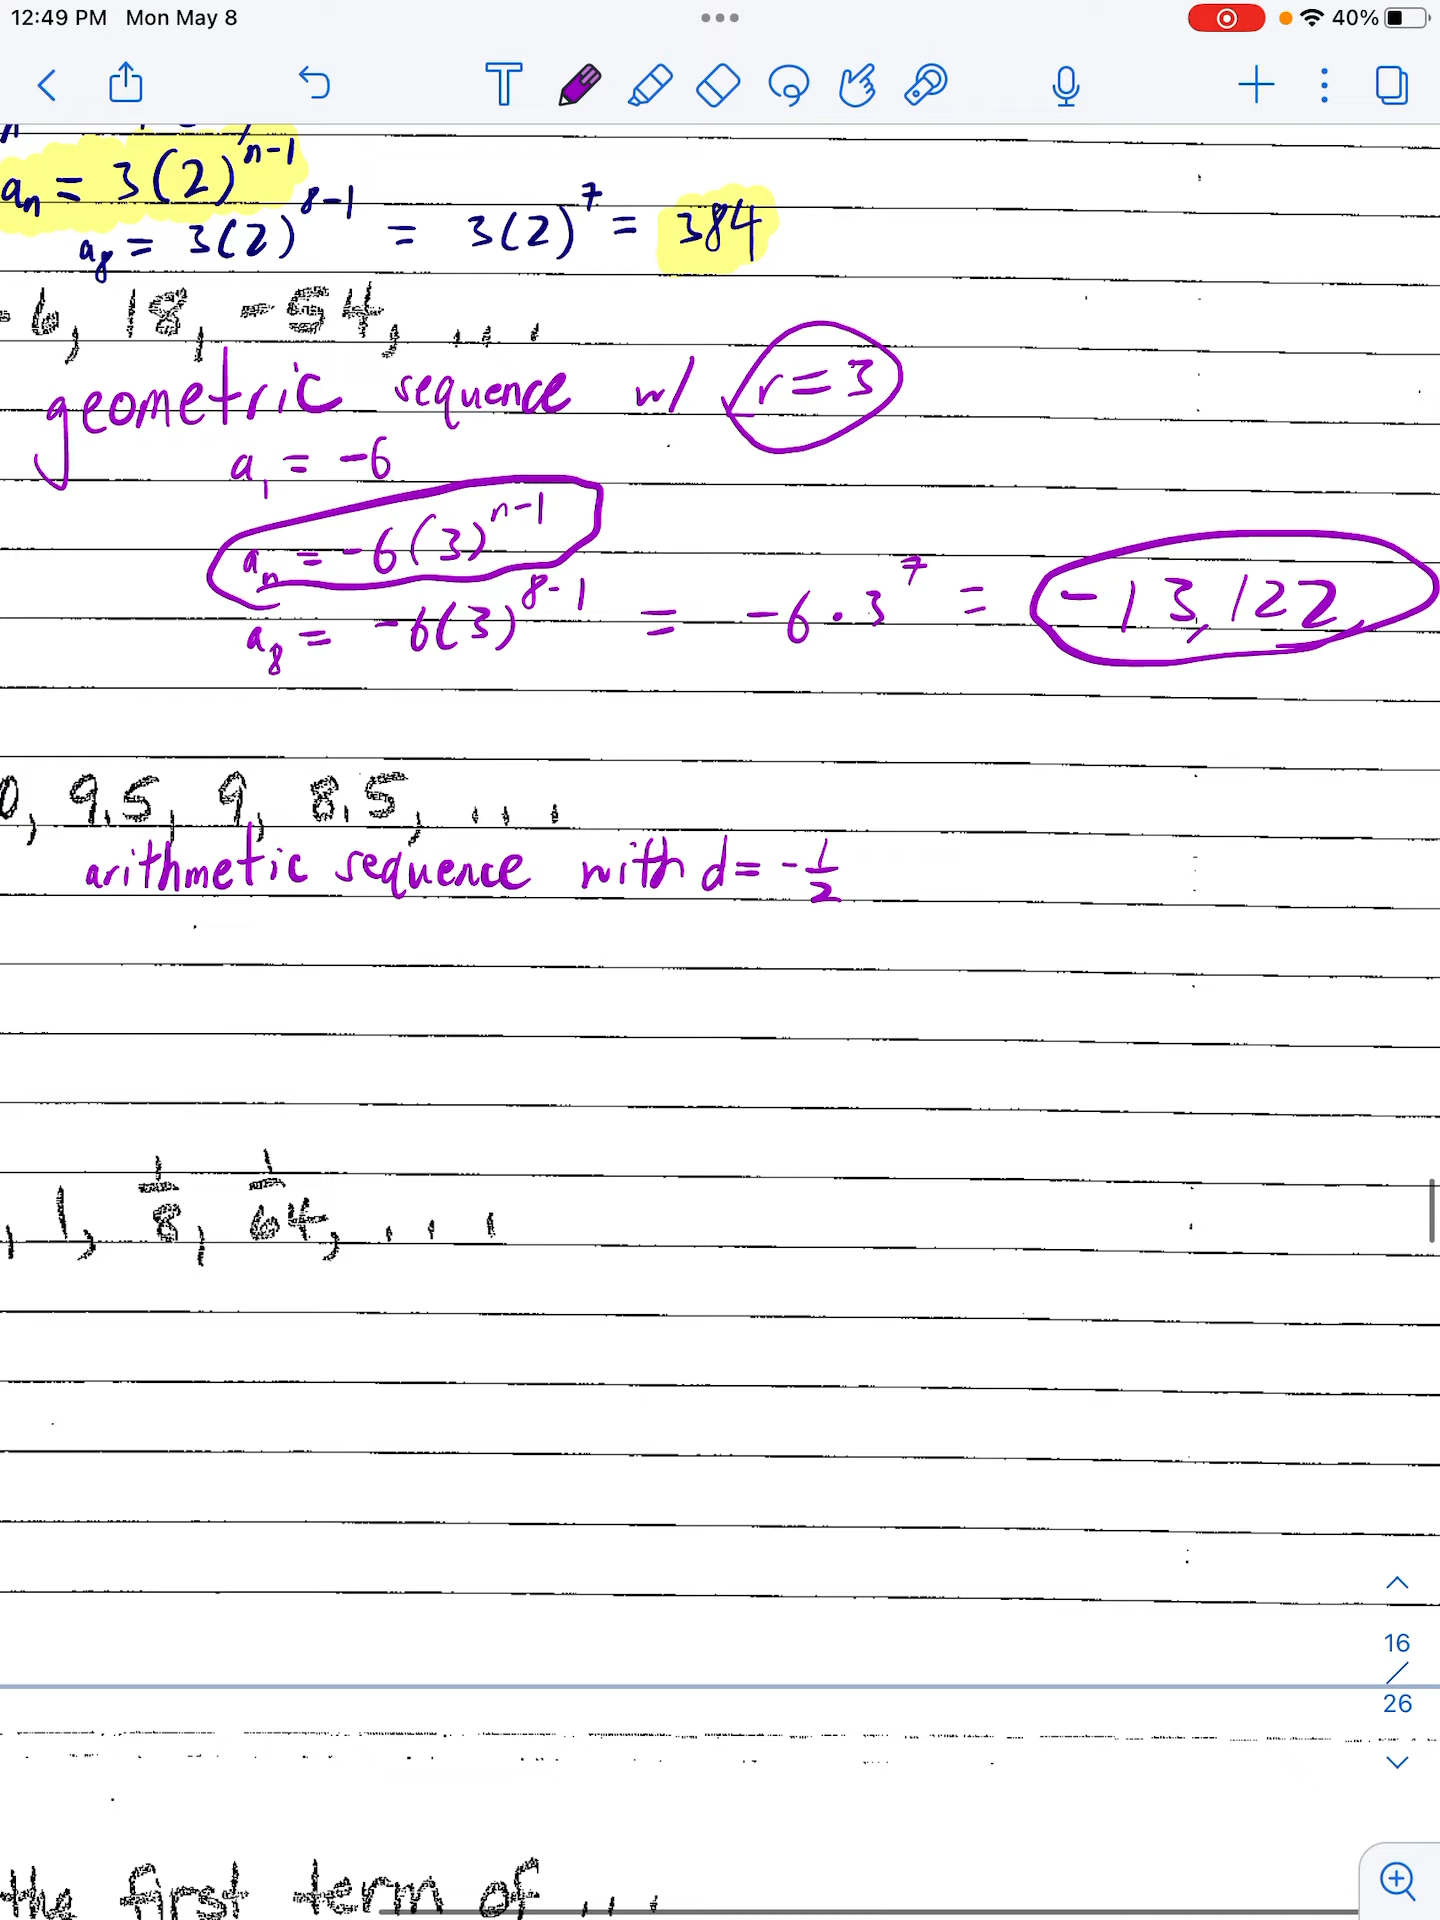 12:49 PM Mon May 8
40%
T
aₙ = 3(2)ⁿ⁻¹
a₈ = 3(2)⁸⁻¹ = 3(2)⁷ = 384
-6, 18, -54, ...
geometric sequence w/ r = 3
a₁ = -6
aₙ = -6(3)ⁿ⁻¹
a₈ = -6(3)⁸⁻¹ = -6·3⁷ = -13,122
0, 9.5, 9, 8.5, ...
arithmetic sequence with d = -1/2
, 1, 1/8, 1/64, ...
16
/
26
the first term of ...